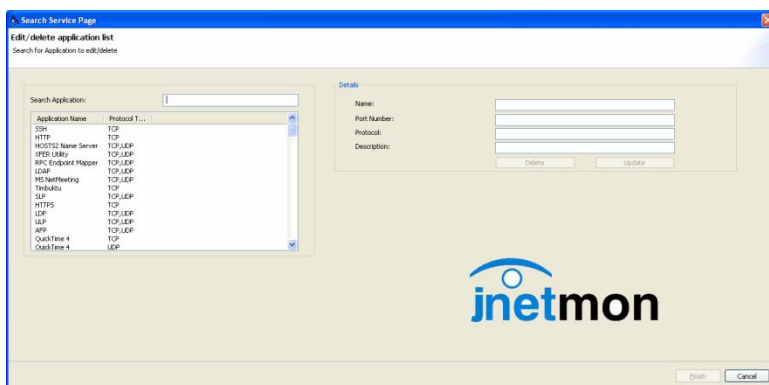 Search Service Page
Edit/delete application list
Search for Application to edit/delete
Search Application:
Application Name Protocol T...
SSH TCP
HTTP TCP
HOSTS2 Name Server TCP,UDP
XFER Utility TCP,UDP
RPC Endpoint Mapper TCP,UDP
LDAP TCP,UDP
MS NetMeeting TCP,UDP
Timbuktu TCP
SLP TCP,UDP
HTTPS TCP
LDP TCP,UDP
ULP TCP,UDP
AFP TCP,UDP
QuickTime 4 TCP
QuickTime 4 UDP
Details
Name:
Port Number:
Protocol:
Description:
Delete Update
jnetmon
Finish Cancel